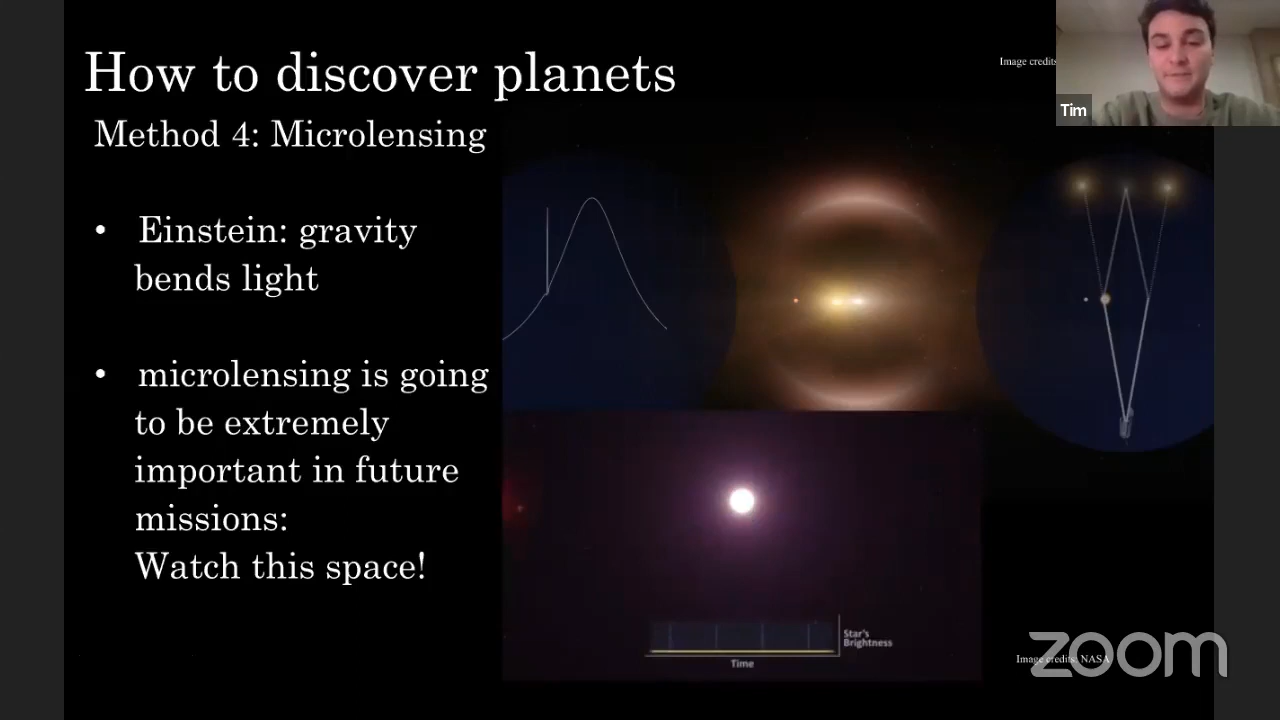 How to discover planets
Image credits
Tim
Method 4: Microlensing
• Einstein: gravity
bends light
• microlensing is going
to be extremely
important in future
missions:
Watch this space!
Star's
Brightness
Time
Image credits: NASA
zoom